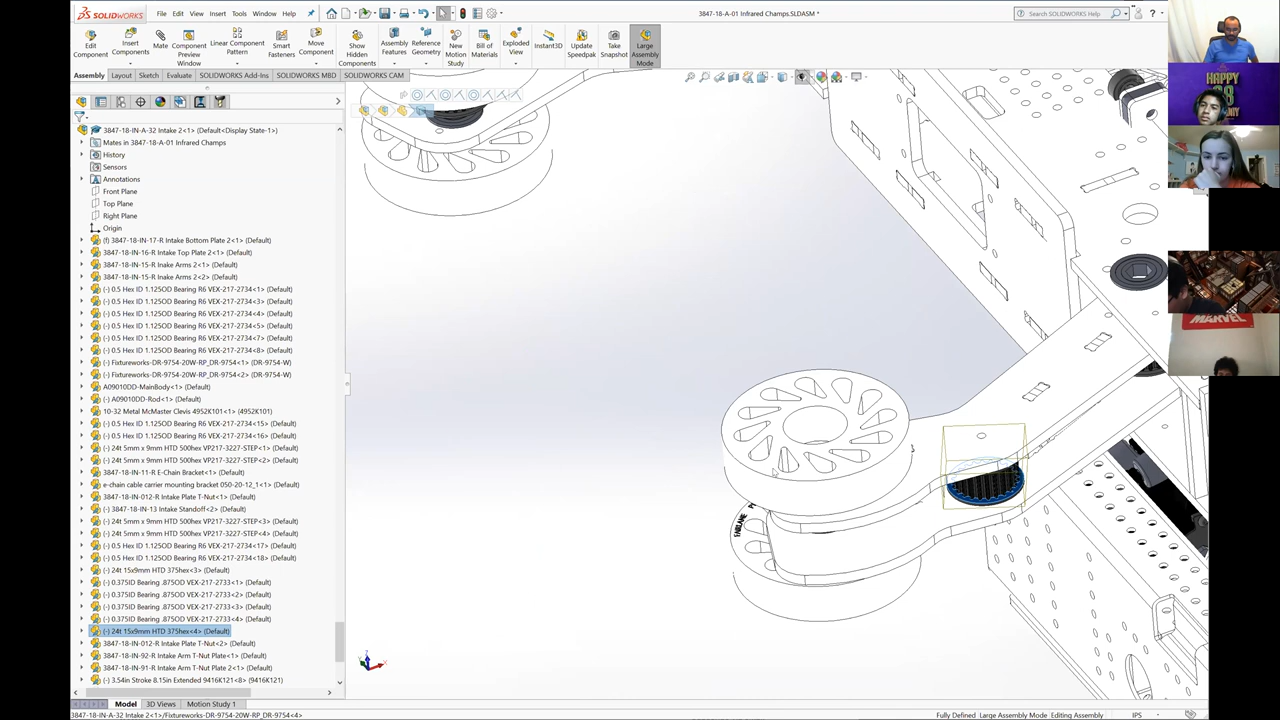 SOLIDWORKS
File
Edit
View
Insert
Tools
Window
Help
3847-18-A-01 Infrared Champs.SLDASM *
Search SOLIDWORKS Help
Edit Component
Insert Components
Mate
Component Preview Window
Linear Component Pattern
Smart Fasteners
Move Component
Show Hidden Components
Assembly Features
Reference Geometry
New Motion Study
Bill of Materials
Exploded View
Instant3D
Update Speedpak
Take Snapshot
Large Assembly Mode
Assembly
Layout
Sketch
Evaluate
SOLIDWORKS Add-Ins
SOLIDWORKS MBD
SOLIDWORKS CAM
3847-18-IN-A-32 Intake 2<1> (Default<Display State-1>)
Mates in 3847-18-A-01 Infrared Champs
History
Sensors
Annotations
Front Plane
Top Plane
Right Plane
Origin
(f) 3847-18-IN-17-R Intake Bottom Plate 2<1> (Default)
3847-18-IN-16-R Intake Top Plate 2<1> (Default)
3847-18-IN-15-R Inake Arms 2<1> (Default)
3847-18-IN-15-R Inake Arms 2<2> (Default)
(-) 0.5 Hex ID 1.125OD Bearing R6 VEX-217-2734<1> (Default)
(-) 0.5 Hex ID 1.125OD Bearing R6 VEX-217-2734<3> (Default)
(-) 0.5 Hex ID 1.125OD Bearing R6 VEX-217-2734<4> (Default)
(-) 0.5 Hex ID 1.125OD Bearing R6 VEX-217-2734<5> (Default)
(-) 0.5 Hex ID 1.125OD Bearing R6 VEX-217-2734<7> (Default)
(-) 0.5 Hex ID 1.125OD Bearing R6 VEX-217-2734<8> (Default)
(-) Fixtureworks-DR-9754-20W-RP_DR-9754<1> (DR-9754-W)
(-) Fixtureworks-DR-9754-20W-RP_DR-9754<2> (DR-9754-W)
A09010DD-MainBody<1> (Default)
(-) A09010DD-Rod<1> (Default)
10-32 Metal McMaster Clevis 4952K101<1> (4952K101)
(-) 0.5 Hex ID 1.125OD Bearing R6 VEX-217-2734<15> (Default)
(-) 0.5 Hex ID 1.125OD Bearing R6 VEX-217-2734<16> (Default)
(-) 24t 5mm x 9mm HTD 500hex VP217-3227-STEP<1> (Default)
(-) 24t 5mm x 9mm HTD 500hex VP217-3227-STEP<2> (Default)
3847-18-IN-11-R E-Chain Bracket<1> (Default)
e-chain cable carrier mounting bracket 050-20-12_1<1> (Default)
3847-18-IN-012-R Intake Plate T-Nut<1> (Default)
(-) 3847-18-IN-13 Intake Standoff<2> (Default)
(-) 24t 5mm x 9mm HTD 500hex VP217-3227-STEP<3> (Default)
(-) 24t 5mm x 9mm HTD 500hex VP217-3227-STEP<4> (Default)
(-) 0.5 Hex ID 1.125OD Bearing R6 VEX-217-2734<17> (Default)
(-) 0.5 Hex ID 1.125OD Bearing R6 VEX-217-2734<18> (Default)
(-) 24t 15x9mm HTD 375hex<3> (Default)
(-) 0.375ID Bearing .875OD VEX-217-2733<1> (Default)
(-) 0.375ID Bearing .875OD VEX-217-2733<2> (Default)
(-) 0.375ID Bearing .875OD VEX-217-2733<3> (Default)
(-) 0.375ID Bearing .875OD VEX-217-2733<4> (Default)
(-) 24t 15x9mm HTD 375hex<4> (Default)
3847-18-IN-012-R Intake Plate T-Nut<2> (Default)
3847-18-IN-92-R Intake Arm T-Nut Plate<1> (Default)
3847-18-IN-91-R Intake Arm T-Nut Plate 2<1> (Default)
(-) 3.54in Stroke 8.15in Extended 9416K121<8> (9416K121)
HAPPY
MARVEL
Model
3D Views
Motion Study 1
3847-18-IN-A-32 Intake 2<1>/Fixtureworks-DR-9754-20W-RP_DR-9754<1>
Fully Defined
Large Assembly Mode
Editing Assembly
IPS